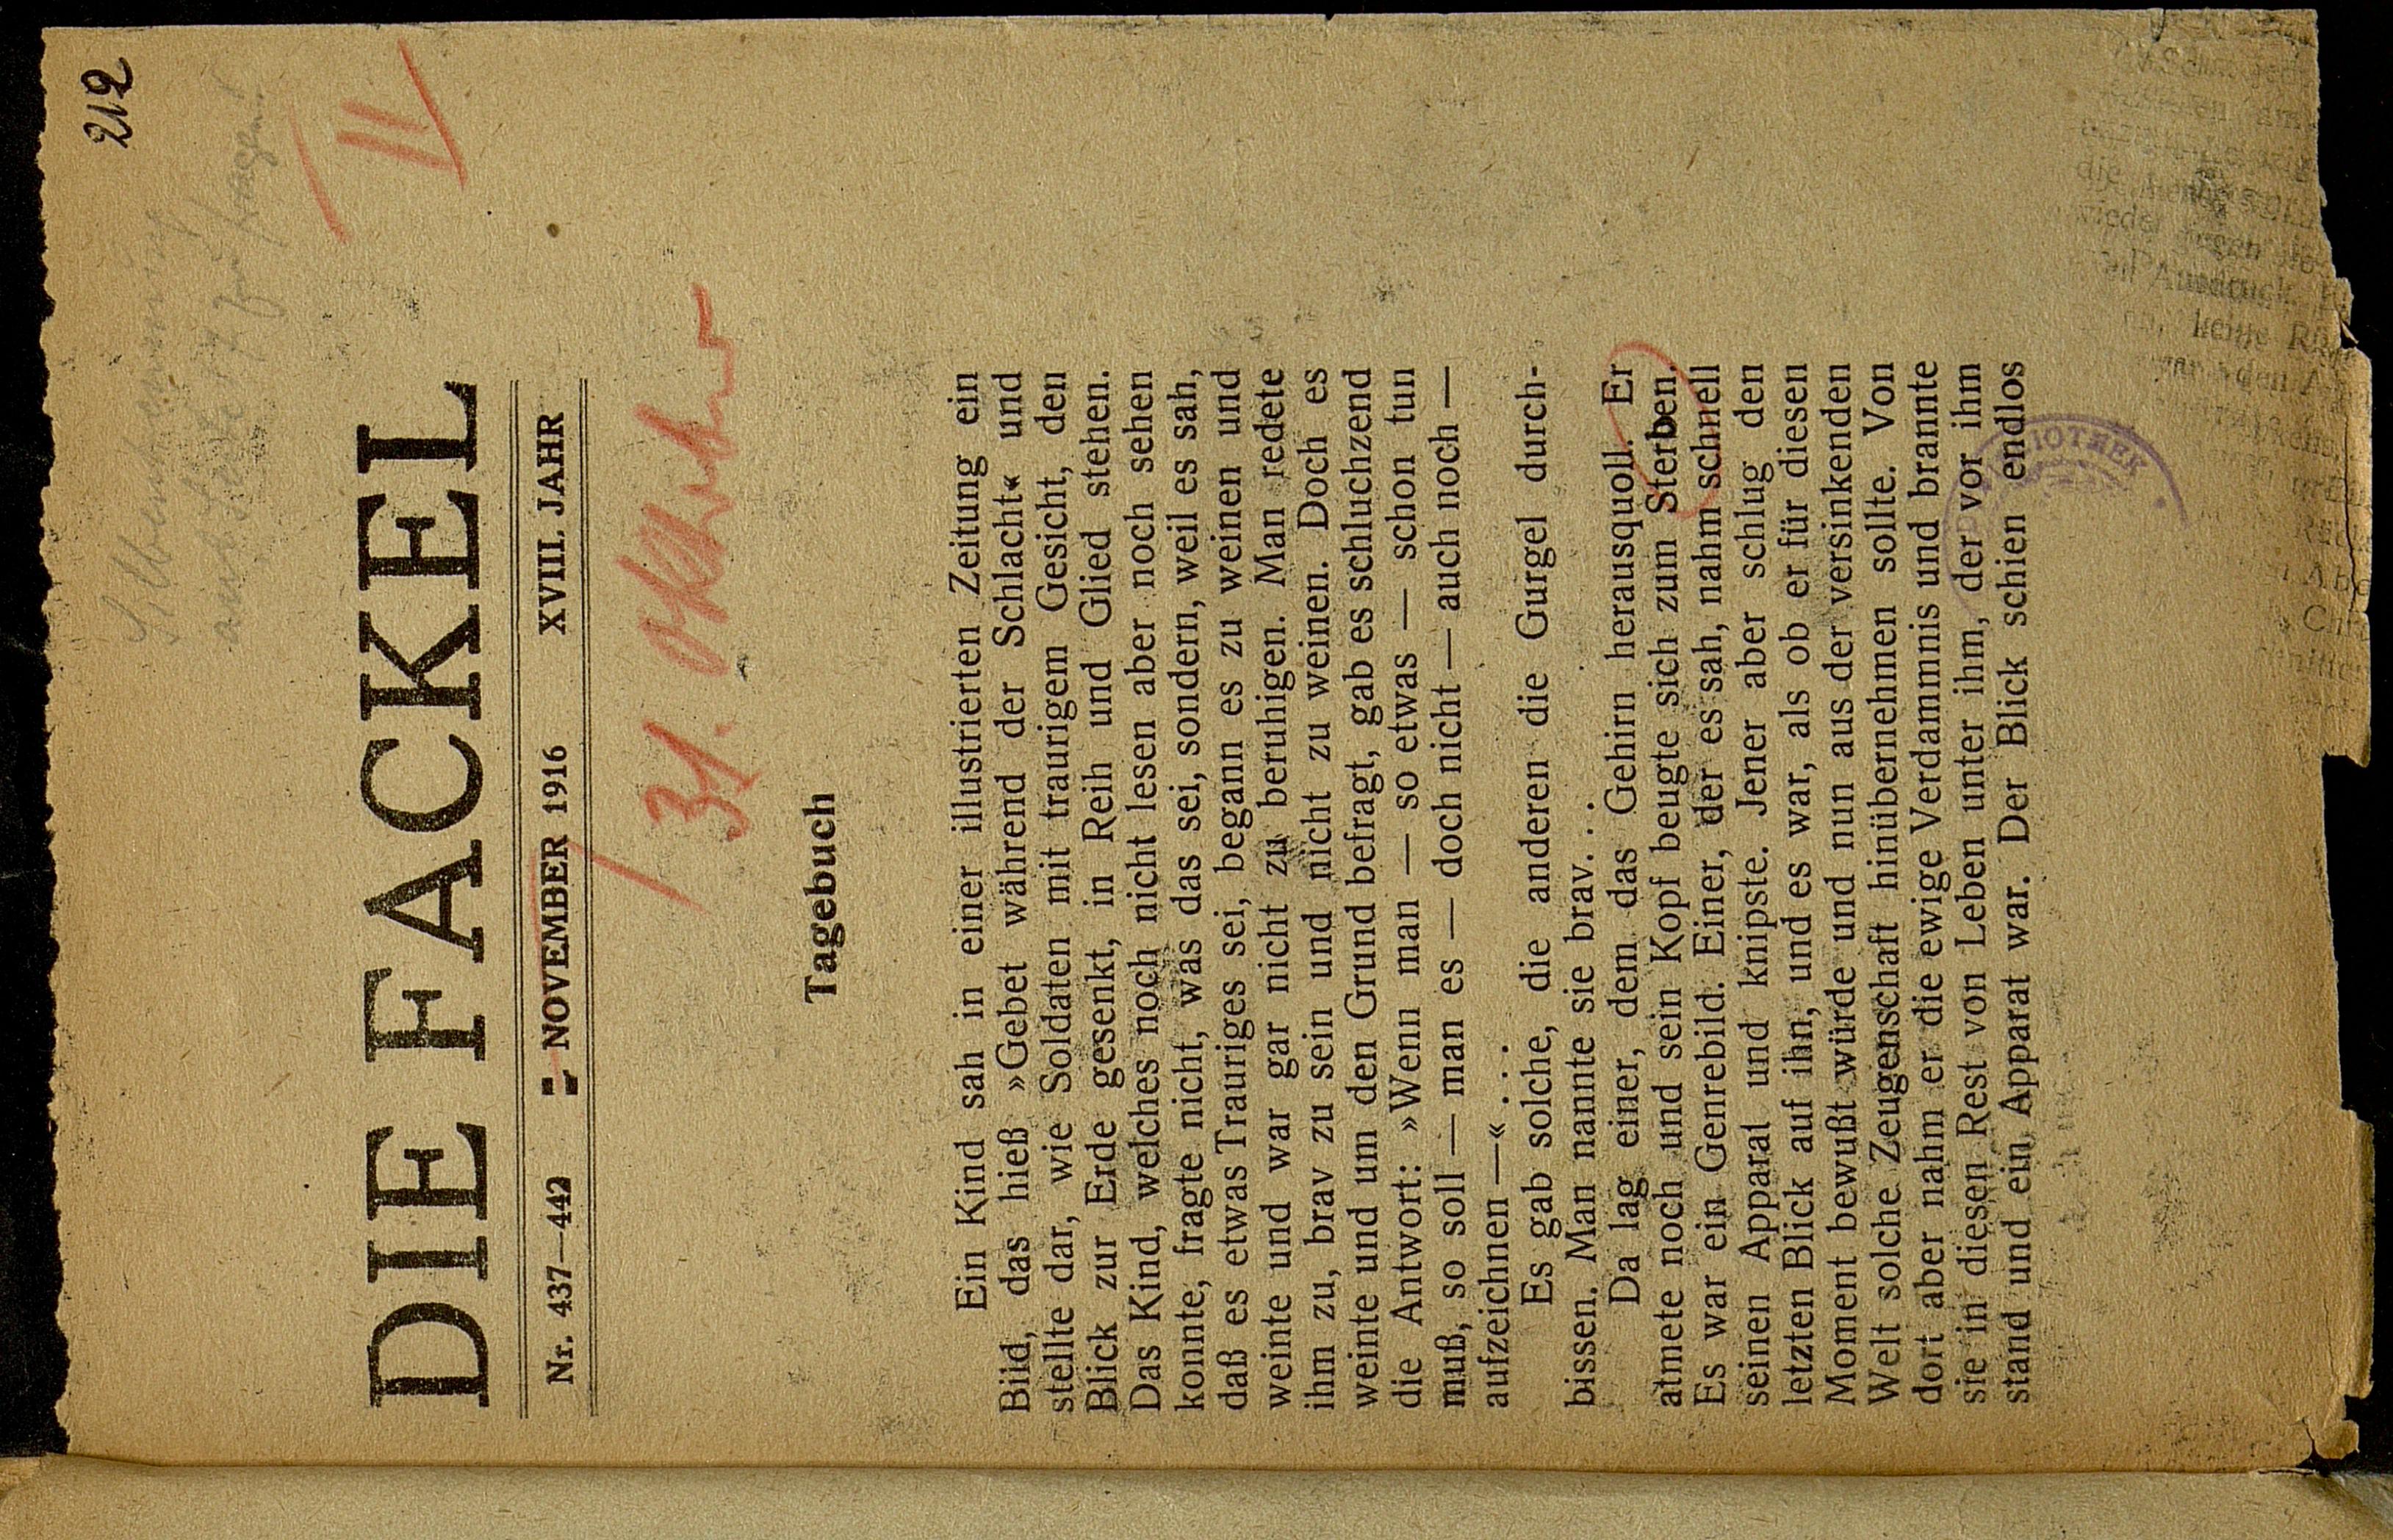 212
II
DIE FACKEL
Nr. 437—442 NOVEMBER 1916 XVIII. JAHR
31. Oktober
Tagebuch
Ein Kind sah in einer illustrierten Zeitung ein
Biid, das hieß »Gebet während der Schlacht« und
stellte dar, wie Soldaten mit traurigem Gesicht, den
Blick zur Erde gesenkt, in Reih und Glied stehen.
Das Kind, welches noch nicht lesen aber noch sehen
konnte, fragte nicht, was das sei, sondern, weil es sah,
daß es etwas Trauriges sei, begann es zu weinen und
weinte und war gar nicht zu beruhigen. Man redete
ihm zu, brav zu sein und nicht zu weinen. Doch es
weinte und um den Grund befragt, gab es schluchzend
die Antwort: »Wenn man — so etwas — schon tun
muß, so soll — man es — doch nicht — auch noch —
aufzeichnen —« . . .
Es gab solche, die anderen die Gurgel durch-
bissen. Man nannte sie brav. . .
Da lag einer, dem das Gehirn herausquoll. Er
atmete noch und sein Kopf beugte sich zum Sterben.
Es war ein Genrebild. Einer, der es sah, nahm schnell
seinen Apparat und knipste. Jener aber schlug den
letzten Blick auf ihn, und es war, als ob er für diesen
Moment bewußt würde und nun aus der versinkenden
Welt solche Zeugenschaft hinübernehmen sollte. Von
dort aber nahm er die ewige Verdammnis und brannte
sie in diesen Rest von Leben unter ihm, der vor ihm
stand und ein Apparat war. Der Blick schien endlos